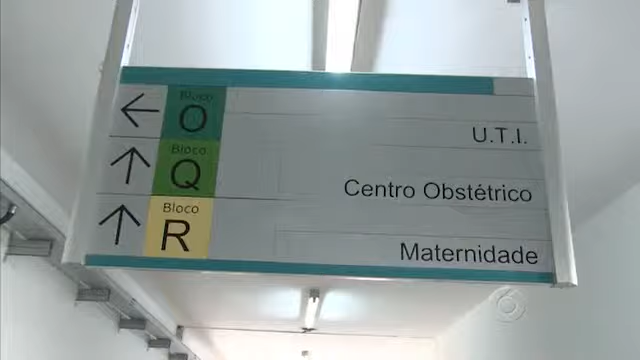 Bloco
O
U.T.I.
Bloco
Q
Centro Obstétrico
Bloco
R
Maternidade